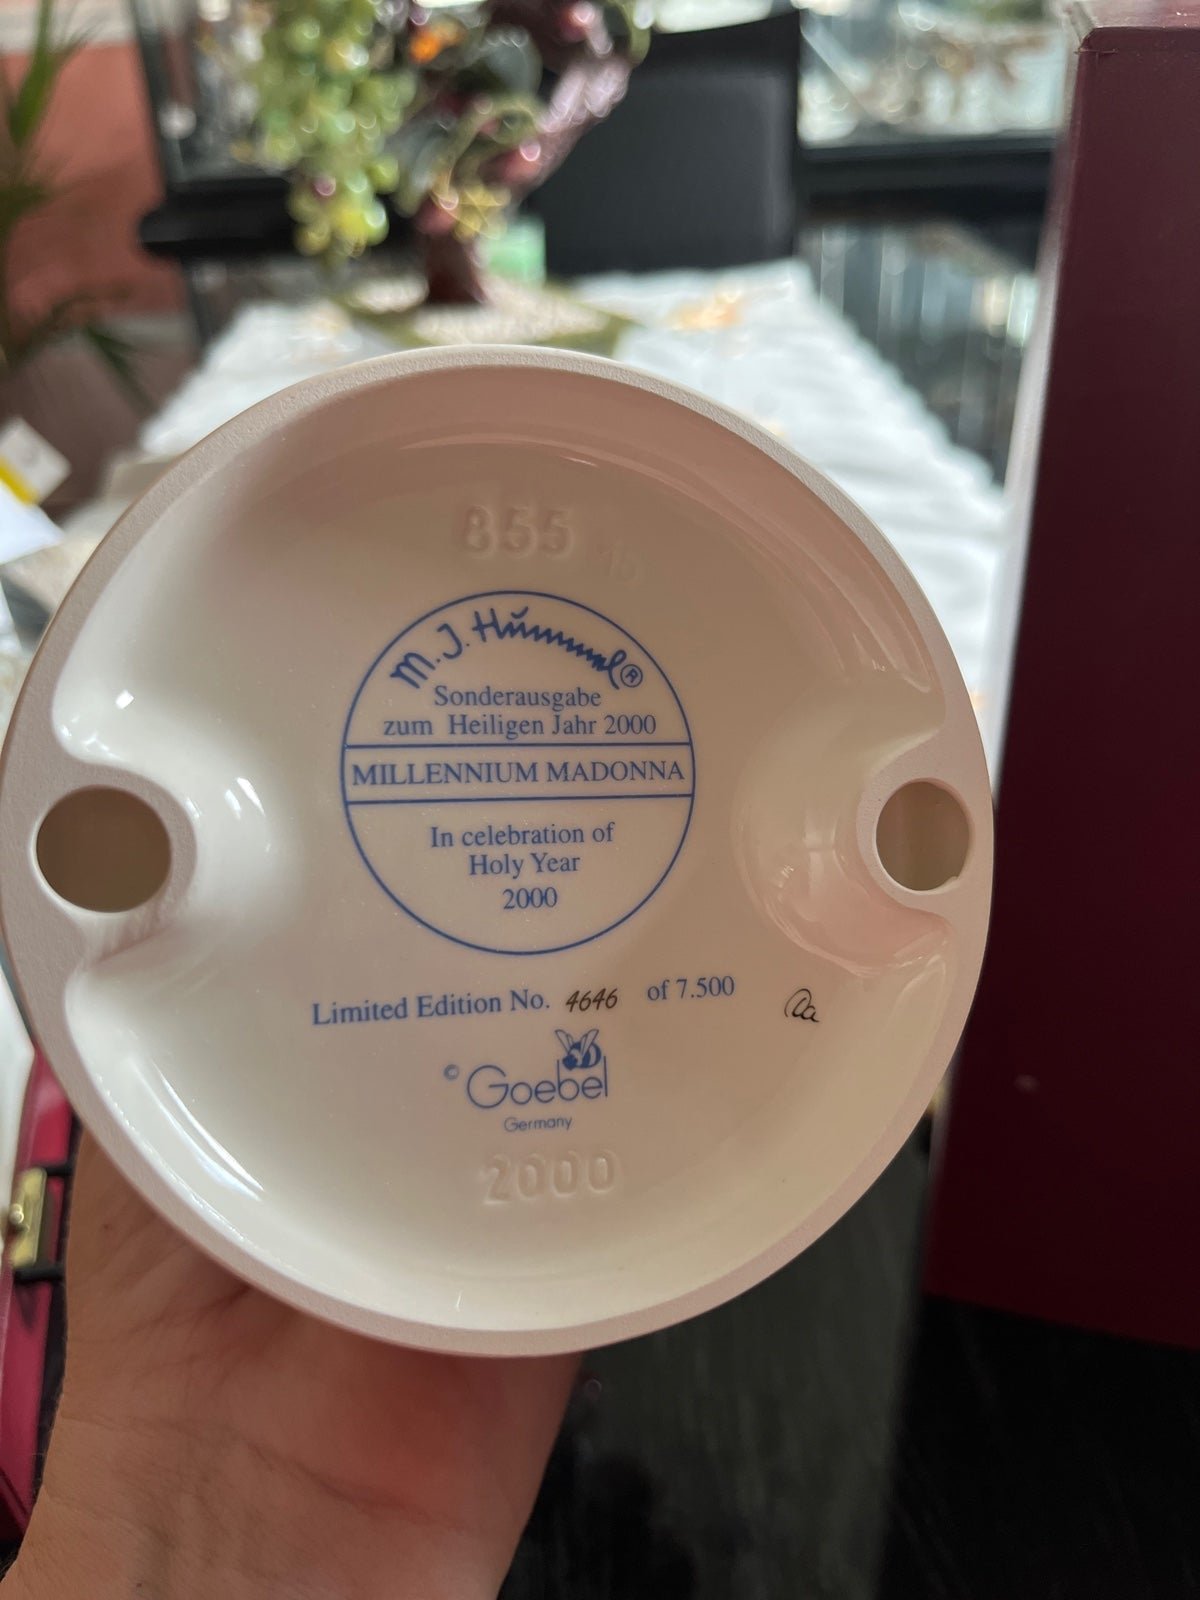 855
M. J. Hummel®
Sonderausgabe
zum Heiligen Jahr 2000
MILLENNIUM MADONNA
In celebration of
Holy Year
2000
Limited Edition No. 4646 of 7.500
© Goebel
Germany
2000